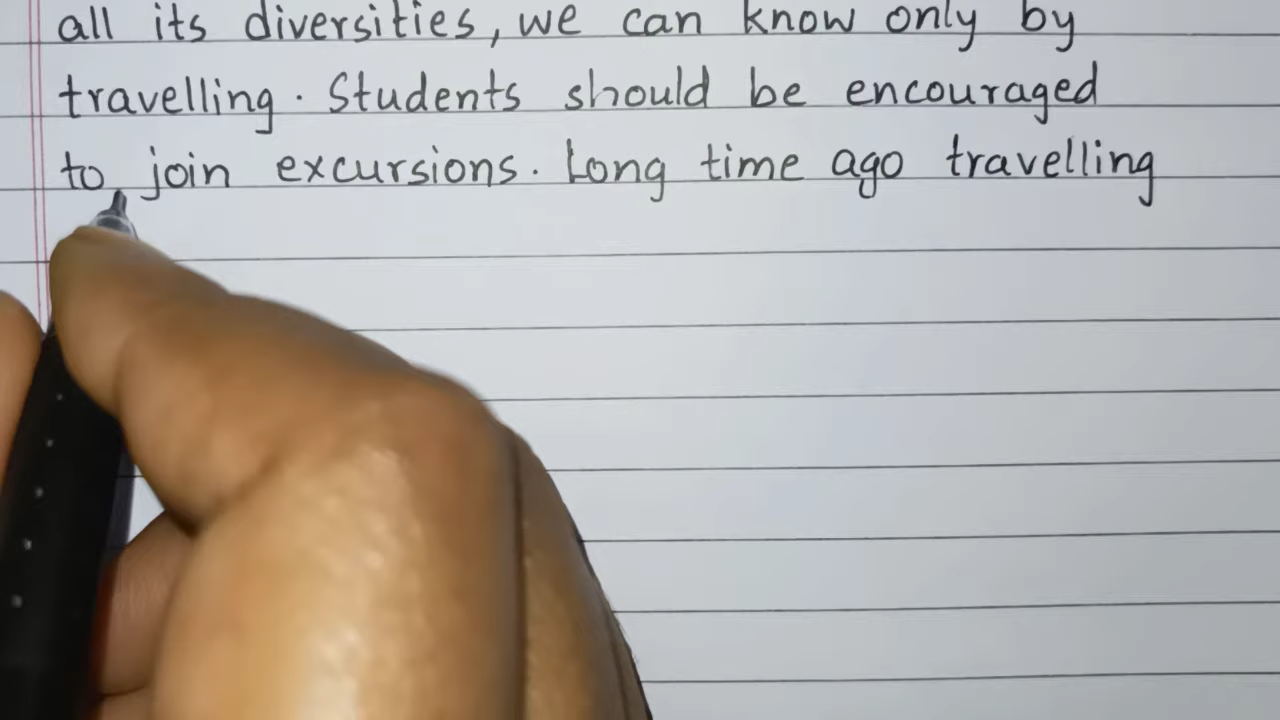 all its diversities, we can know only by
travelling. Students should be encouraged
to join excursions. Long time ago travelling